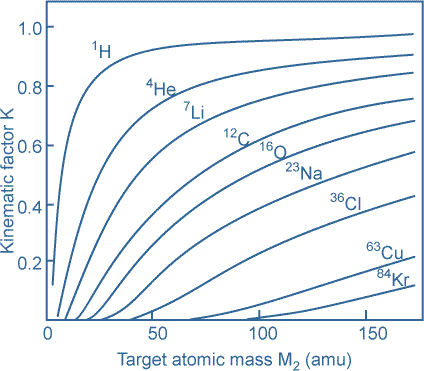 Kinematic factor K
1.0
0.8
0.6
0.4
0.2
¹H
⁴He
⁷Li
¹²C
¹⁶O
²³Na
³⁶Cl
⁶³Cu
⁸⁴Kr
0 50 100 150
Target atomic mass M₂ (amu)